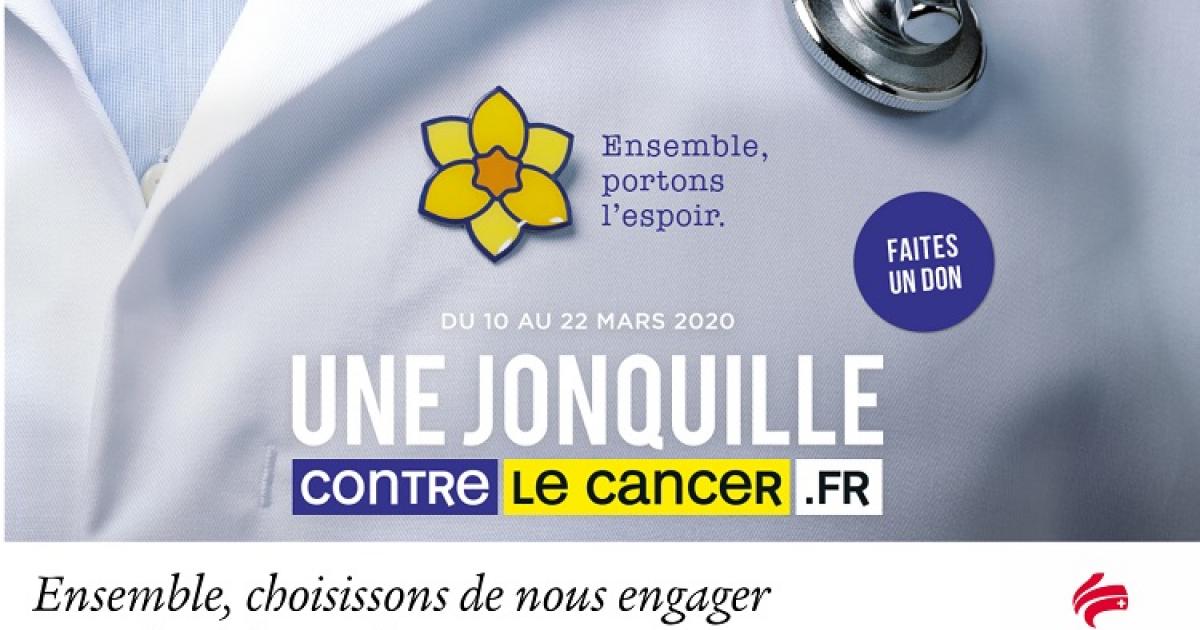 Ensemble,
portons
l'espoir.
FAITES
UN DON
DU 10 AU 22 MARS 2020
UNE JONQUILLE
CONTRE LE CANCER .FR
Ensemble, choisissons de nous engager